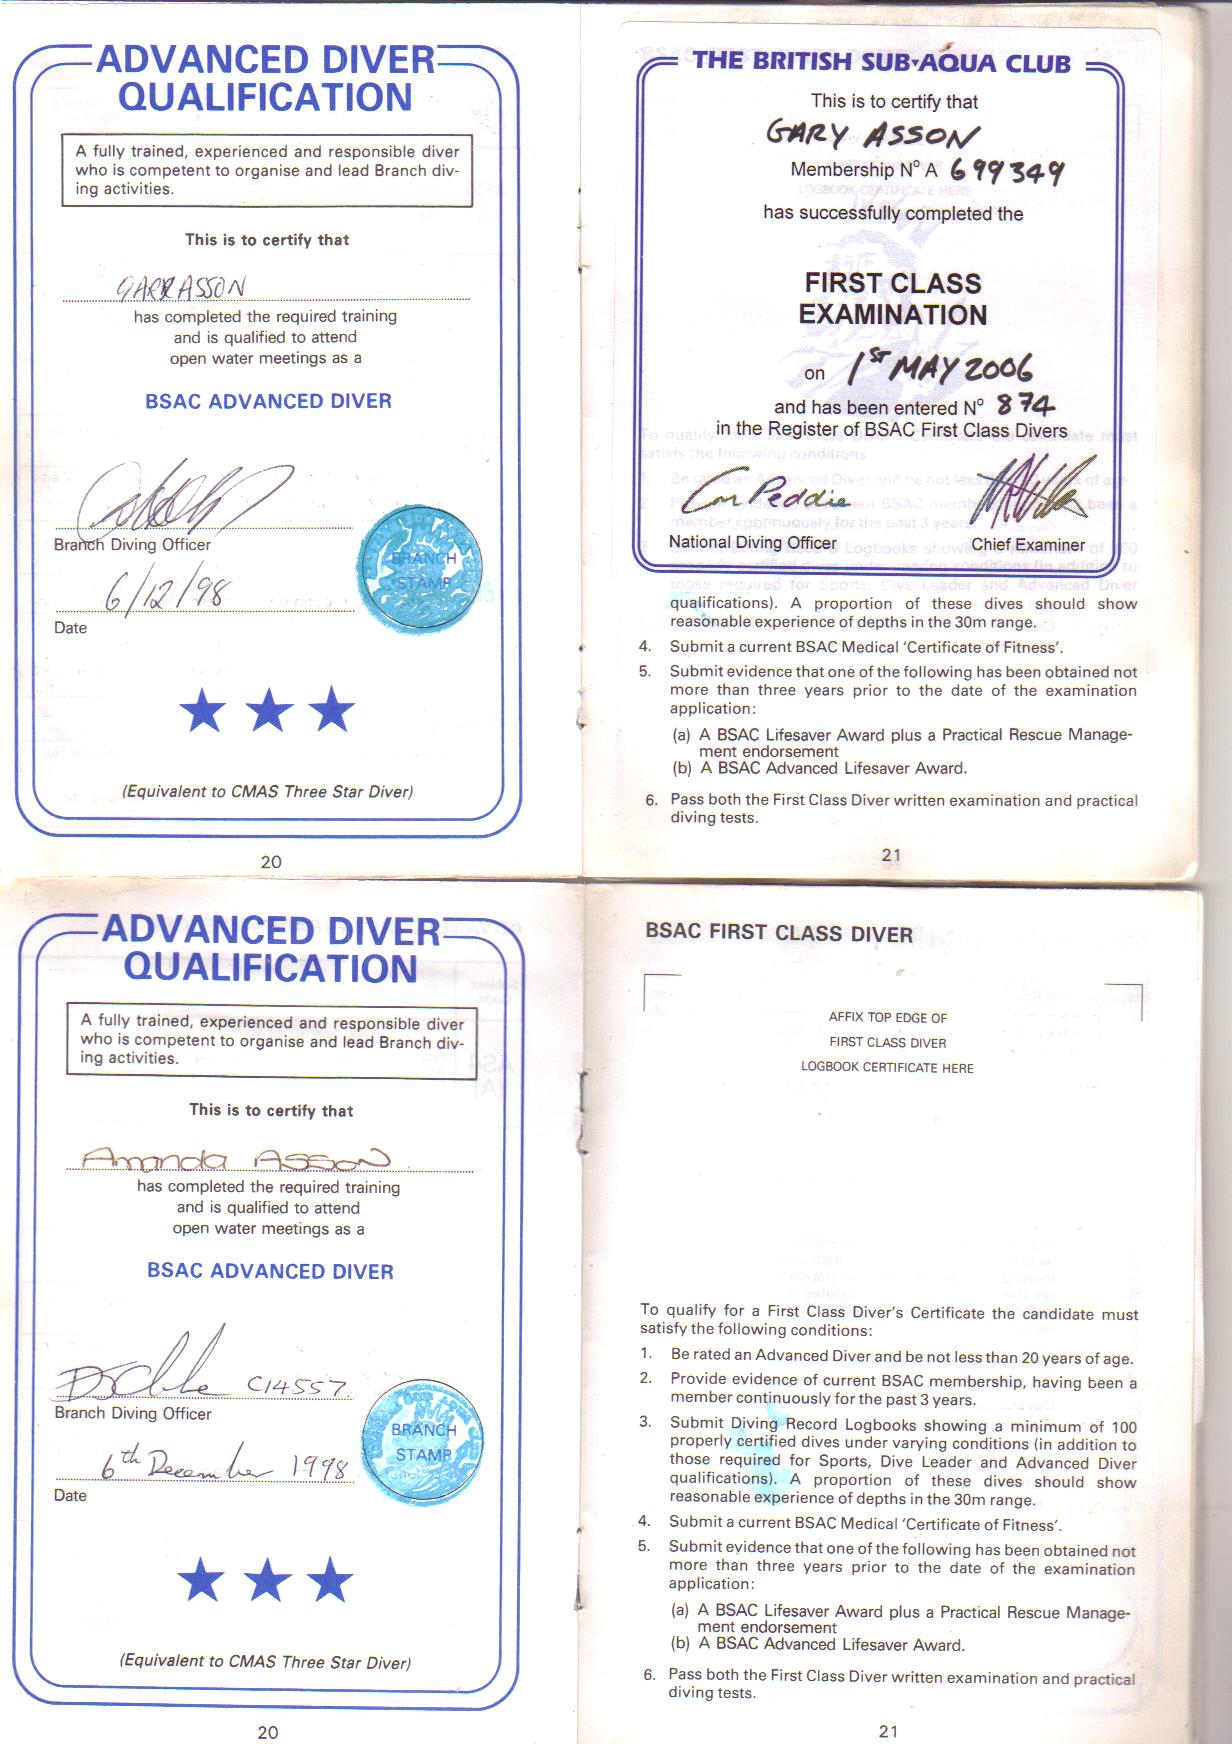 ADVANCED DIVER
QUALIFICATION
A fully trained, experienced and responsible diver
who is competent to organise and lead Branch div-
ing activities.
This is to certify that
GARY ASSON
has completed the required training
and is qualified to attend
open water meetings as a
BSAC ADVANCED DIVER
Branch Diving Officer
6/12/98
Date
BRANCH
STAMP
(Equivalent to CMAS Three Star Diver)
20
THE BRITISH SUB-AQUA CLUB
This is to certify that
GARY ASSON
Membership Nº A 699349
has successfully completed the
FIRST CLASS
EXAMINATION
on 1ST MAY 2006
and has been entered Nº 874
in the Register of BSAC First Class Divers
Peddie
National Diving Officer
Chief Examiner
qualifications). A proportion of these dives should show
reasonable experience of depths in the 30m range.
4. Submit a current BSAC Medical ‘Certificate of Fitness’.
5. Submit evidence that one of the following has been obtained not
more than three years prior to the date of the examination
application:
(a) A BSAC Lifesaver Award plus a Practical Rescue Manage-
ment endorsement
(b) A BSAC Advanced Lifesaver Award.
6. Pass both the First Class Diver written examination and practical
diving tests.
21
ADVANCED DIVER
QUALIFICATION
A fully trained, experienced and responsible diver
who is competent to organise and lead Branch div-
ing activities.
This is to certify that
Amanda Asson
has completed the required training
and is qualified to attend
open water meetings as a
BSAC ADVANCED DIVER
C14557
Branch Diving Officer
6th December 1998
Date
BRANCH
STAMP
(Equivalent to CMAS Three Star Diver)
20
BSAC FIRST CLASS DIVER
AFFIX TOP EDGE OF
FIRST CLASS DIVER
LOGBOOK CERTIFICATE HERE
To qualify for a First Class Diver's Certificate the candidate must
satisfy the following conditions:
1. Be rated an Advanced Diver and be not less than 20 years of age.
2. Provide evidence of current BSAC membership, having been a
member continuously for the past 3 years.
3. Submit Diving Record Logbooks showing a minimum of 100
properly certified dives under varying conditions (in addition to
those required for Sports, Dive Leader and Advanced Diver
qualifications). A proportion of these dives should show
reasonable experience of depths in the 30m range.
4. Submit a current BSAC Medical ‘Certificate of Fitness’.
5. Submit evidence that one of the following has been obtained not
more than three years prior to the date of the examination
application:
(a) A BSAC Lifesaver Award plus a Practical Rescue Manage-
ment endorsement
(b) A BSAC Advanced Lifesaver Award.
6. Pass both the First Class Diver written examination and practical
diving tests.
21